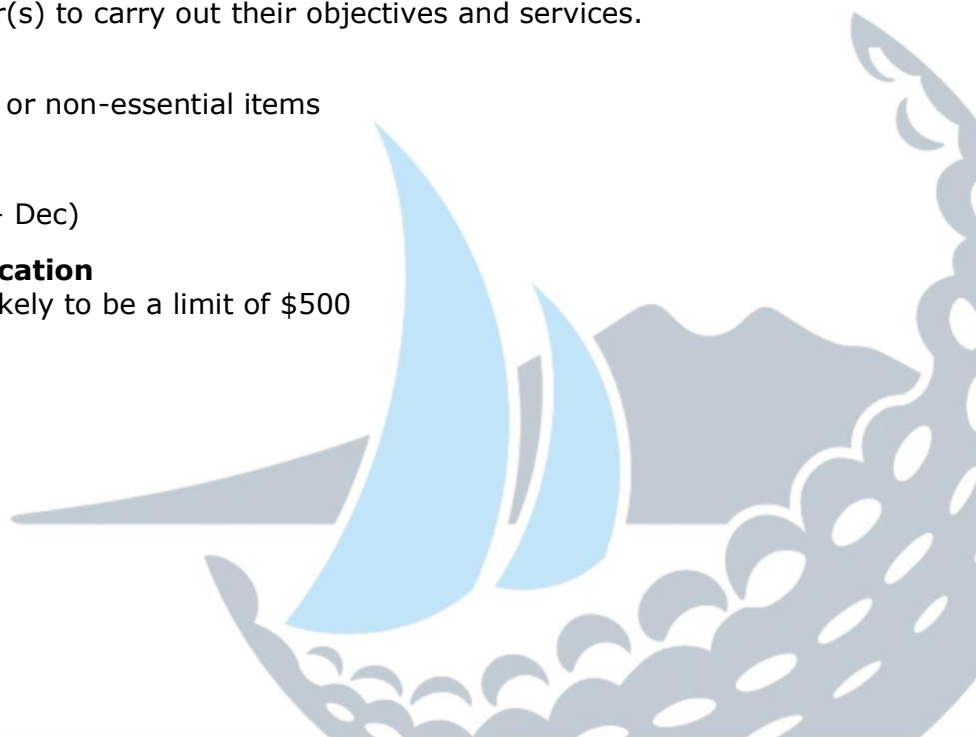 r(s) to carry out their objectives and services.
or non-essential items
- Dec)
cation
kely to be a limit of $500